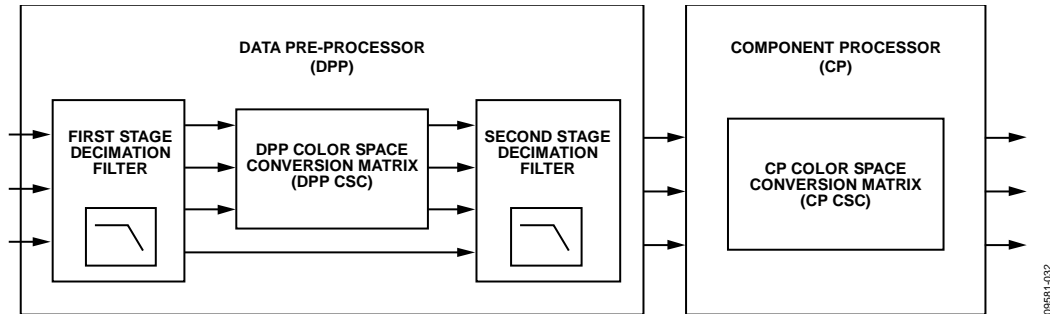 DATA PRE-PROCESSOR
(DPP)
FIRST STAGE
DECIMATION
FILTER
DPP COLOR SPACE
CONVERSION MATRIX
(DPP CSC)
SECOND STAGE
DECIMATION
FILTER
COMPONENT PROCESSOR
(CP)
CP COLOR SPACE
CONVERSION MATRIX
(CP CSC)
09581-032